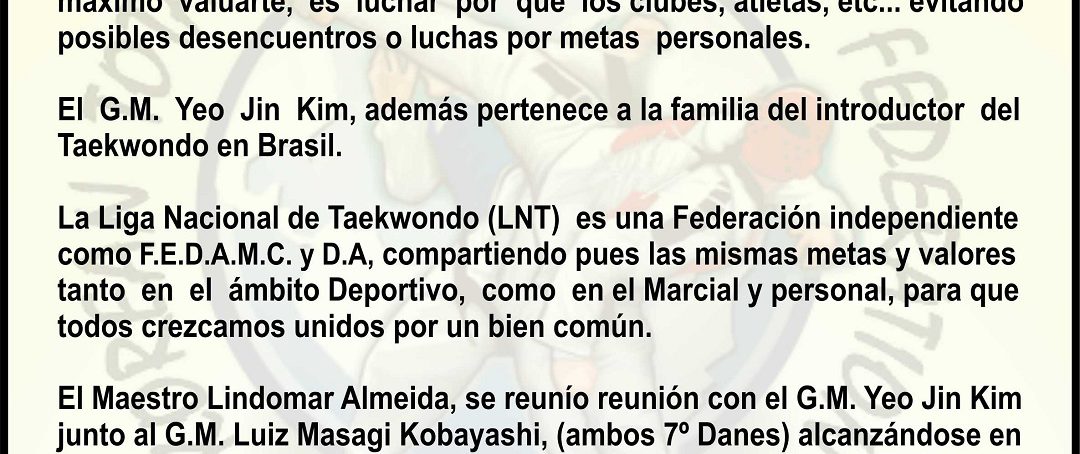 máximo valuarte, es luchar por que los clubes, atletas, etc... evitando
posibles desencuentros o luchas por metas personales.
El G.M. Yeo Jin Kim, además pertenece a la familia del introductor del
Taekwondo en Brasil.
La Liga Nacional de Taekwondo (LNT) es una Federación independiente
como F.E.D.A.M.C. y D.A, compartiendo pues las mismas metas y valores
tanto en el ámbito Deportivo, como en el Marcial y personal, para que
todos crezcamos unidos por un bien común.
El Maestro Lindomar Almeida, se reunío reunión con el G.M. Yeo Jin Kim
junto al G.M. Luiz Masagi Kobayashi, (ambos 7º Danes) alcanzándose en